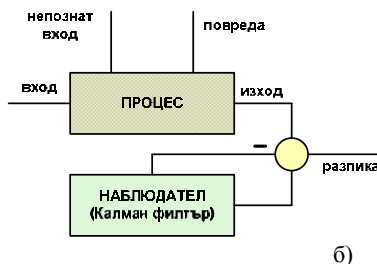 непознат
вход
повреда
вход
ПРОЦЕС
изход
–
разлика
НАБЛЮДАТЕЛ
(Калман филтър)
б)